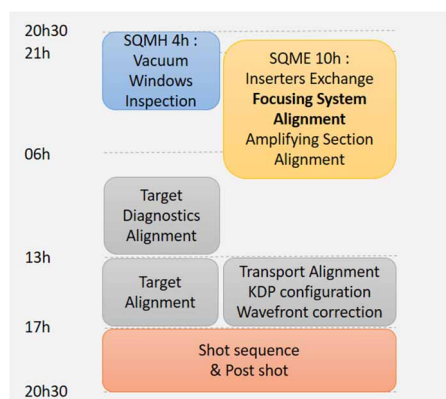 20h30
21h
SQMH 4h :
Vacuum
Windows
Inspection
SQME 10h :
Inserters Exchange
Focusing System
Alignment
Amplifying Section
Alignment
06h
Target
Diagnostics
Alignment
13h
Target
Alignment
Transport Alignment
KDP configuration
Wavefront correction
17h
Shot sequence
& Post shot
20h30